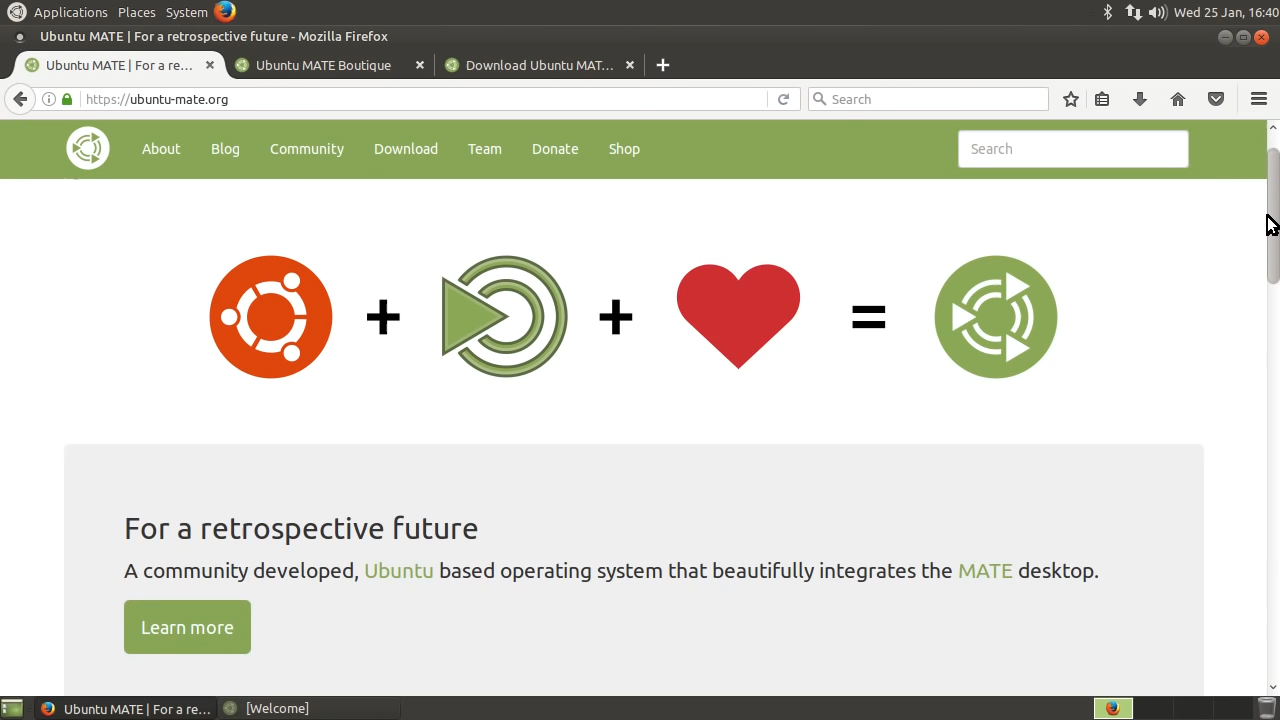 Applications Places System Wed 25 Jan, 16:40
Ubuntu MATE | For a retrospective future - Mozilla Firefox
Ubuntu MATE | For a re... Ubuntu MATE Boutique Download Ubuntu MAT...
https://ubuntu-mate.org Search
About Blog Community Download Team Donate Shop Search
+ + =
For a retrospective future
A community developed, Ubuntu based operating system that beautifully integrates the MATE desktop.
Learn more
Ubuntu MATE | For a re... [Welcome]